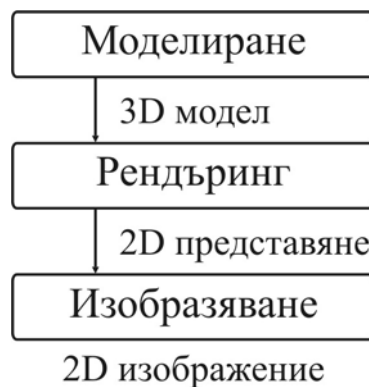 Моделиране
3D модел
Рендъринг
2D представяне
Изобразяване
2D изображение